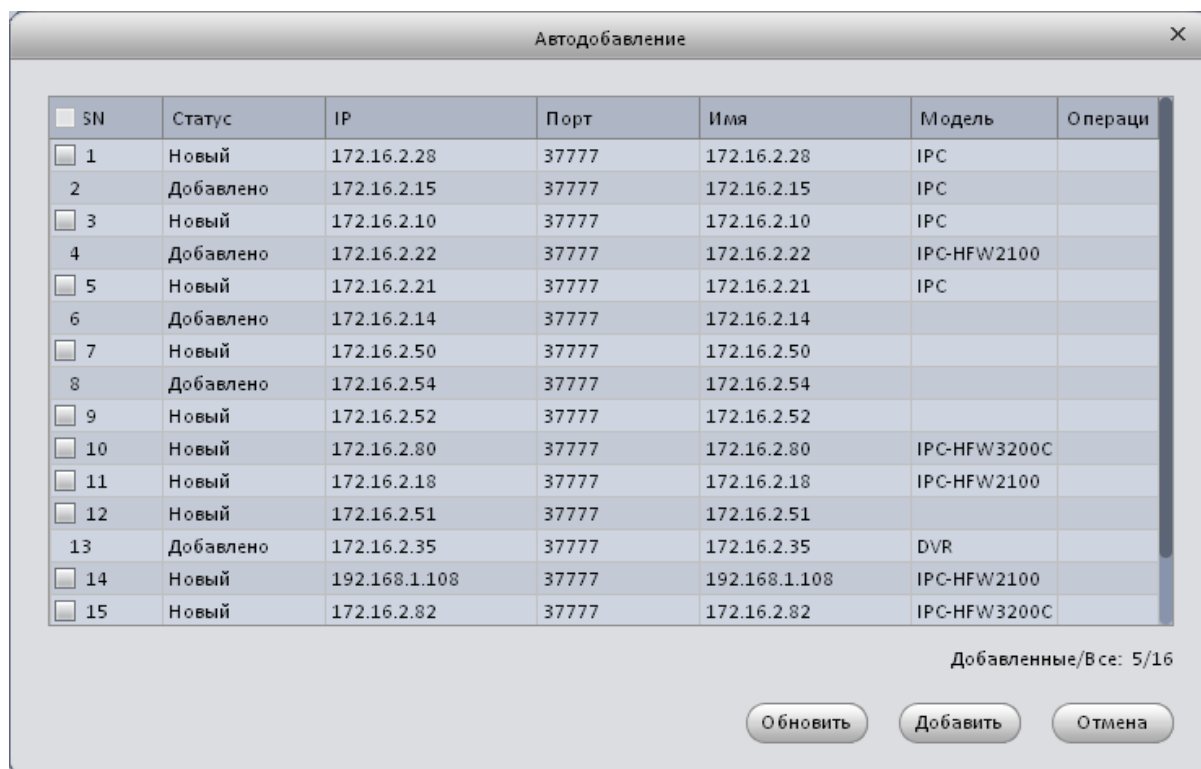 Автодобавление
SN Статус IP Порт Имя Модель Операци
1 Новый 172.16.2.28 37777 172.16.2.28 IPC
2 Добавлено 172.16.2.15 37777 172.16.2.15 IPC
3 Новый 172.16.2.10 37777 172.16.2.10 IPC
4 Добавлено 172.16.2.22 37777 172.16.2.22 IPC-HFW2100
5 Новый 172.16.2.21 37777 172.16.2.21 IPC
6 Добавлено 172.16.2.14 37777 172.16.2.14
7 Новый 172.16.2.50 37777 172.16.2.50
8 Добавлено 172.16.2.54 37777 172.16.2.54
9 Новый 172.16.2.52 37777 172.16.2.52
10 Новый 172.16.2.80 37777 172.16.2.80 IPC-HFW3200C
11 Новый 172.16.2.18 37777 172.16.2.18 IPC-HFW2100
12 Новый 172.16.2.51 37777 172.16.2.51
13 Добавлено 172.16.2.35 37777 172.16.2.35 DVR
14 Новый 192.168.1.108 37777 192.168.1.108 IPC-HFW2100
15 Новый 172.16.2.82 37777 172.16.2.82 IPC-HFW3200C
Добавленные/Все: 5/16
Обновить Добавить Отмена